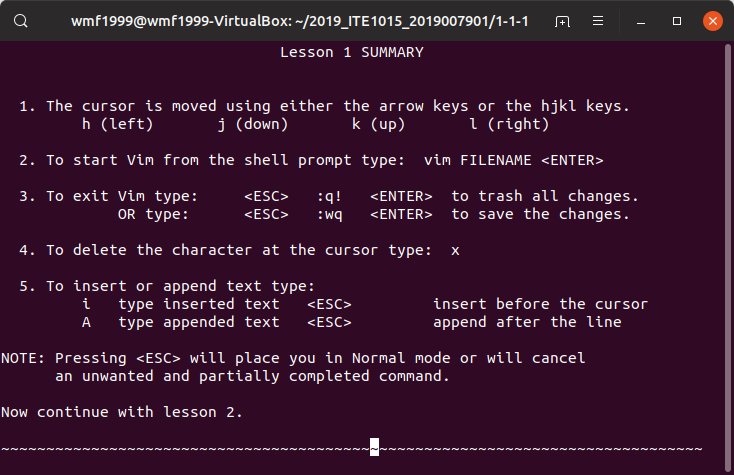 wmf1999@wmf1999-VirtualBox: ~/2019_ITE1015_2019007901/1-1-1
Lesson 1 SUMMARY
1. The cursor is moved using either the arrow keys or the hjkl keys.
h (left) j (down) k (up) l (right)
2. To start Vim from the shell prompt type: vim FILENAME <ENTER>
3. To exit Vim type: <ESC> :q! <ENTER> to trash all changes.
OR type: <ESC> :wq <ENTER> to save the changes.
4. To delete the character at the cursor type: x
5. To insert or append text type:
i type inserted text <ESC> insert before the cursor
A type appended text <ESC> append after the line
NOTE: Pressing <ESC> will place you in Normal mode or will cancel
an unwanted and partially completed command.
Now continue with lesson 2.
~~~~~~~~~~~~~~~~~~~~~~~~~~~~~~~~~~~~~~~~~~~~~~~~~~~~~~~~~~~~~~~~~~~~~~~~~~~~~~